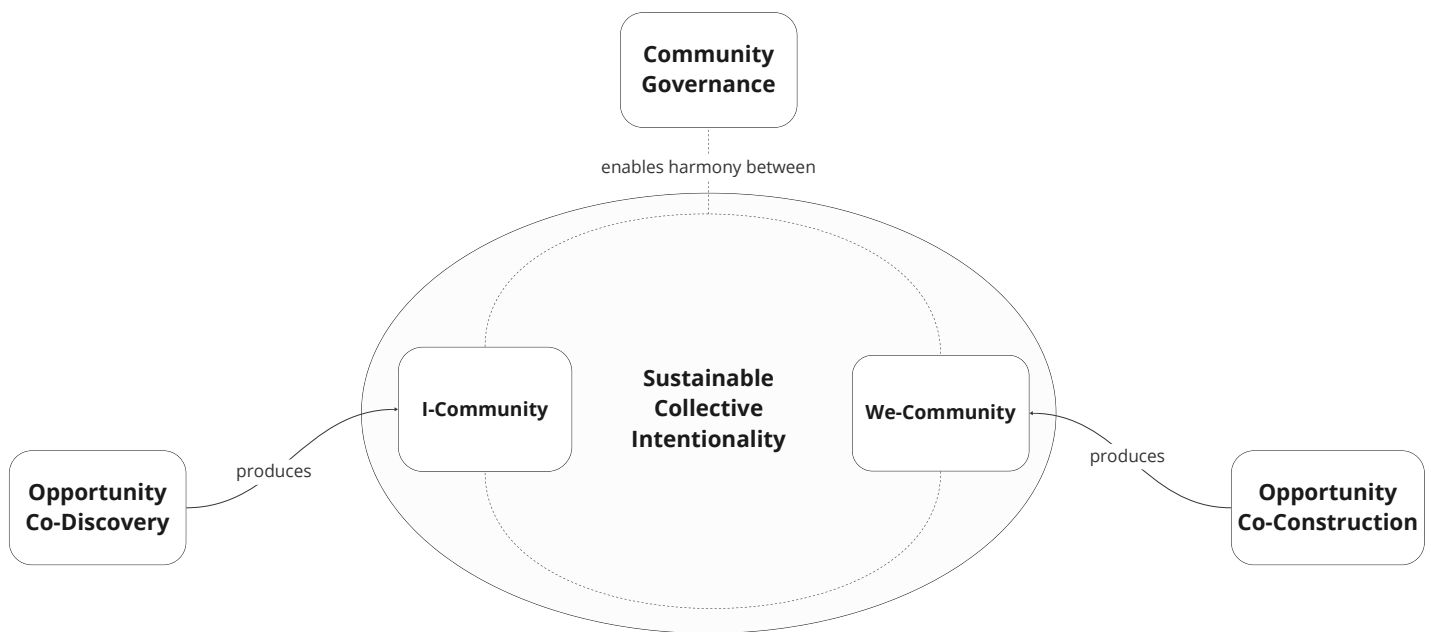 Community
Governance
enables harmony between
Sustainable
Collective
Intentionality
I-Community
We-Community
produces
produces
Opportunity
Co-Discovery
Opportunity
Co-Construction